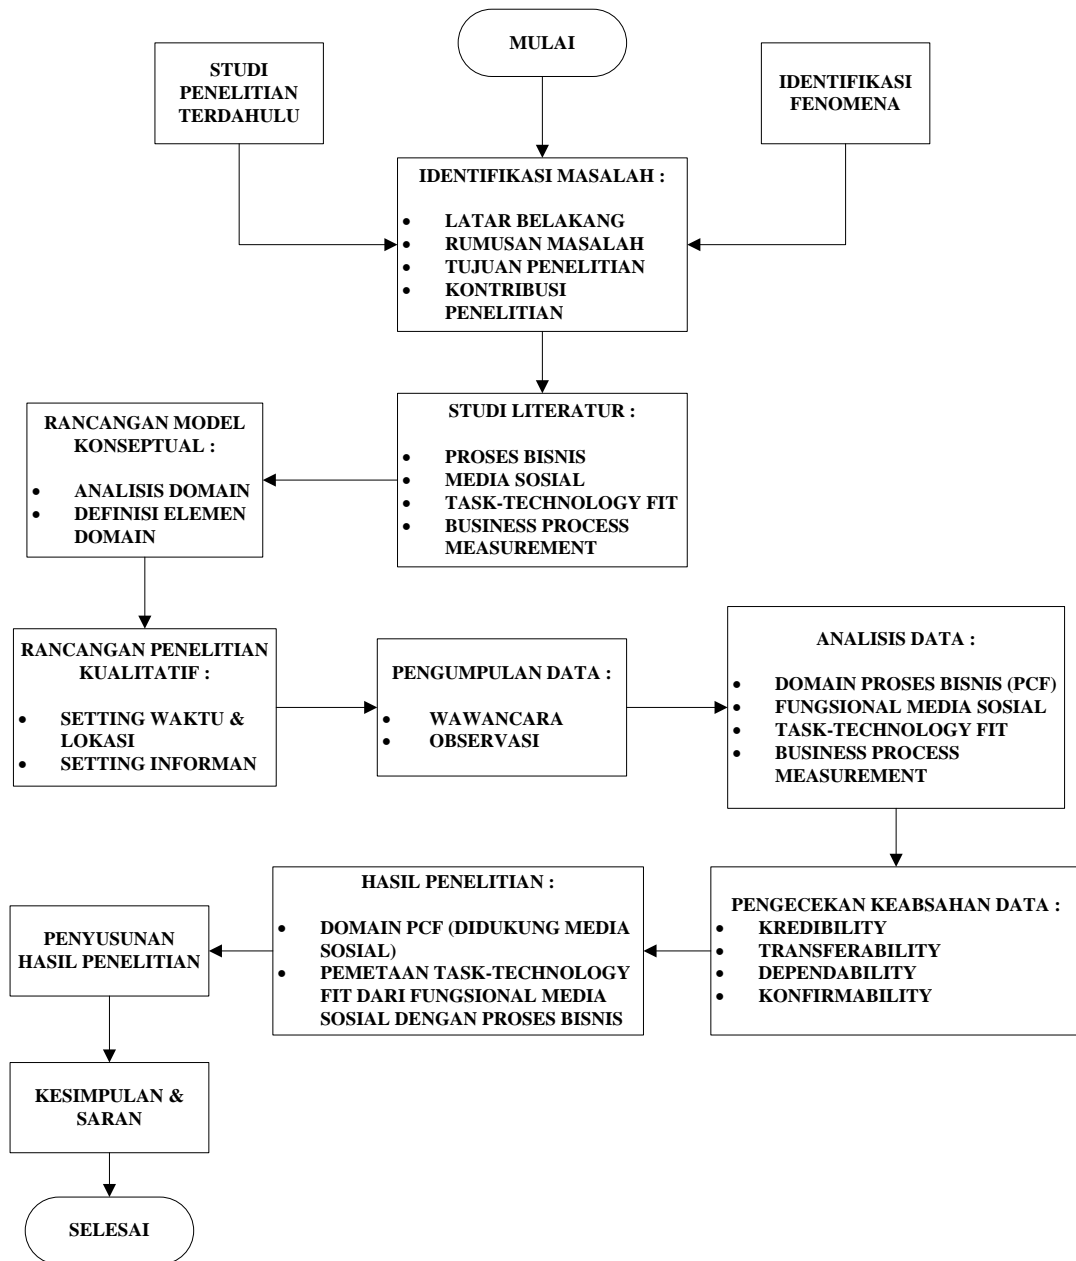 MULAI
STUDI
PENELITIAN
TERDAHULU
IDENTIFIKASI
FENOMENA
IDENTIFIKASI MASALAH :
• LATAR BELAKANG
• RUMUSAN MASALAH
• TUJUAN PENELITIAN
• KONTRIBUSI
PENELITIAN
STUDI LITERATUR :
• PROSES BISNIS
• MEDIA SOSIAL
• TASK-TECHNOLOGY FIT
• BUSINESS PROCESS
MEASUREMENT
RANCANGAN MODEL
KONSEPTUAL :
• ANALISIS DOMAIN
• DEFINISI ELEMEN
DOMAIN
RANCANGAN PENELITIAN
KUALITATIF :
• SETTING WAKTU &
LOKASI
• SETTING INFORMAN
PENGUMPULAN DATA :
• WAWANCARA
• OBSERVASI
ANALISIS DATA :
• DOMAIN PROSES BISNIS (PCF)
• FUNGSIONAL MEDIA SOSIAL
• TASK-TECHNOLOGY FIT
• BUSINESS PROCESS
MEASUREMENT
PENGECEKAN KEABSAHAN DATA :
• KREDIBILITY
• TRANSFERABILITY
• DEPENDABILITY
• KONFIRMABILITY
HASIL PENELITIAN :
• DOMAIN PCF (DIDUKUNG MEDIA
SOSIAL)
• PEMETAAN TASK-TECHNOLOGY
FIT DARI FUNGSIONAL MEDIA
SOSIAL DENGAN PROSES BISNIS
PENYUSUNAN
HASIL PENELITIAN
KESIMPULAN &
SARAN
SELESAI